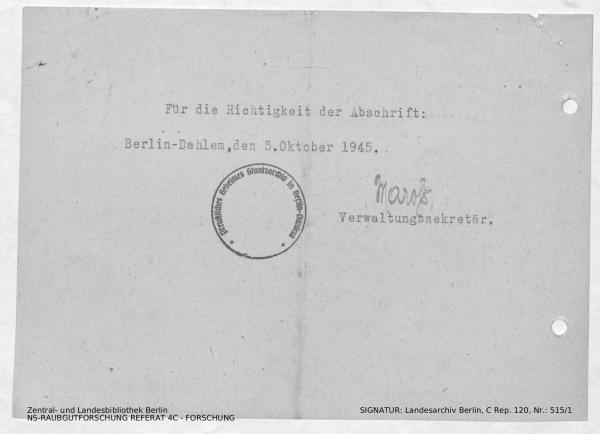 Für die Richtigkeit der Abschrift:
Berlin-Dahlem,den 5.Oktober 1945.
Preußisches Geheimes Staatsarchiv in Berlin-Dahlem
Verwaltungssekretär.
Zentral- und Landesbibliothek Berlin
NS-RAUBGUTFORSCHUNG REFERAT 4C - FORSCHUNG
SIGNATUR: Landesarchiv Berlin, C Rep. 120, Nr.: 515/1